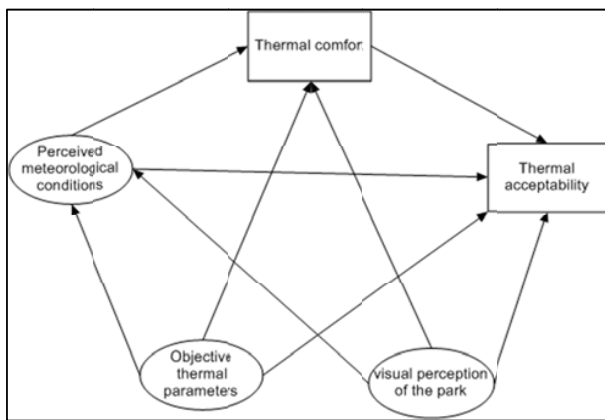 Thermal comfor
Perceived
meteorological
conditions
Thermal
acceptability
Objective
thermal
parameters
visual perception
of the park